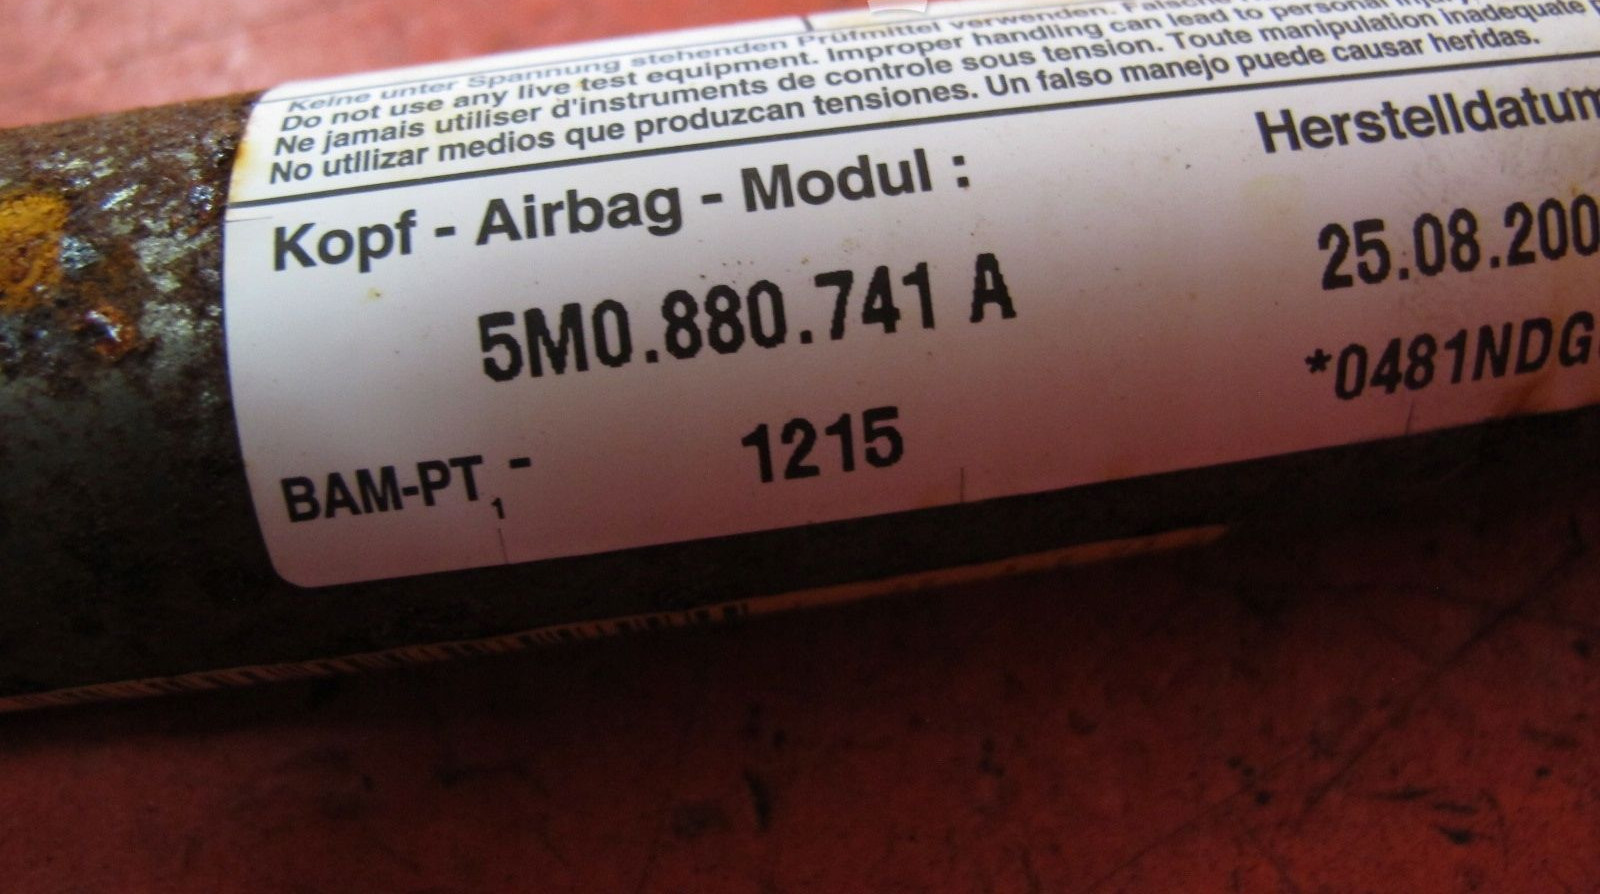 Keine unter Spannung stehenden Prüfmittel verwenden.
Do not use any live test equipment. Improper handling can lead to personal
Ne jamais utiliser d'instruments de controle sous tension. Toute manipulation inadequate
No utilizar medios que produzcan tensiones. Un falso manejo puede causar heridas.
Kopf - Airbag - Modul :
Herstelldatum
5M0.880.741 A
25.08.200
*0481NDG
BAM-PT₁ -
1215